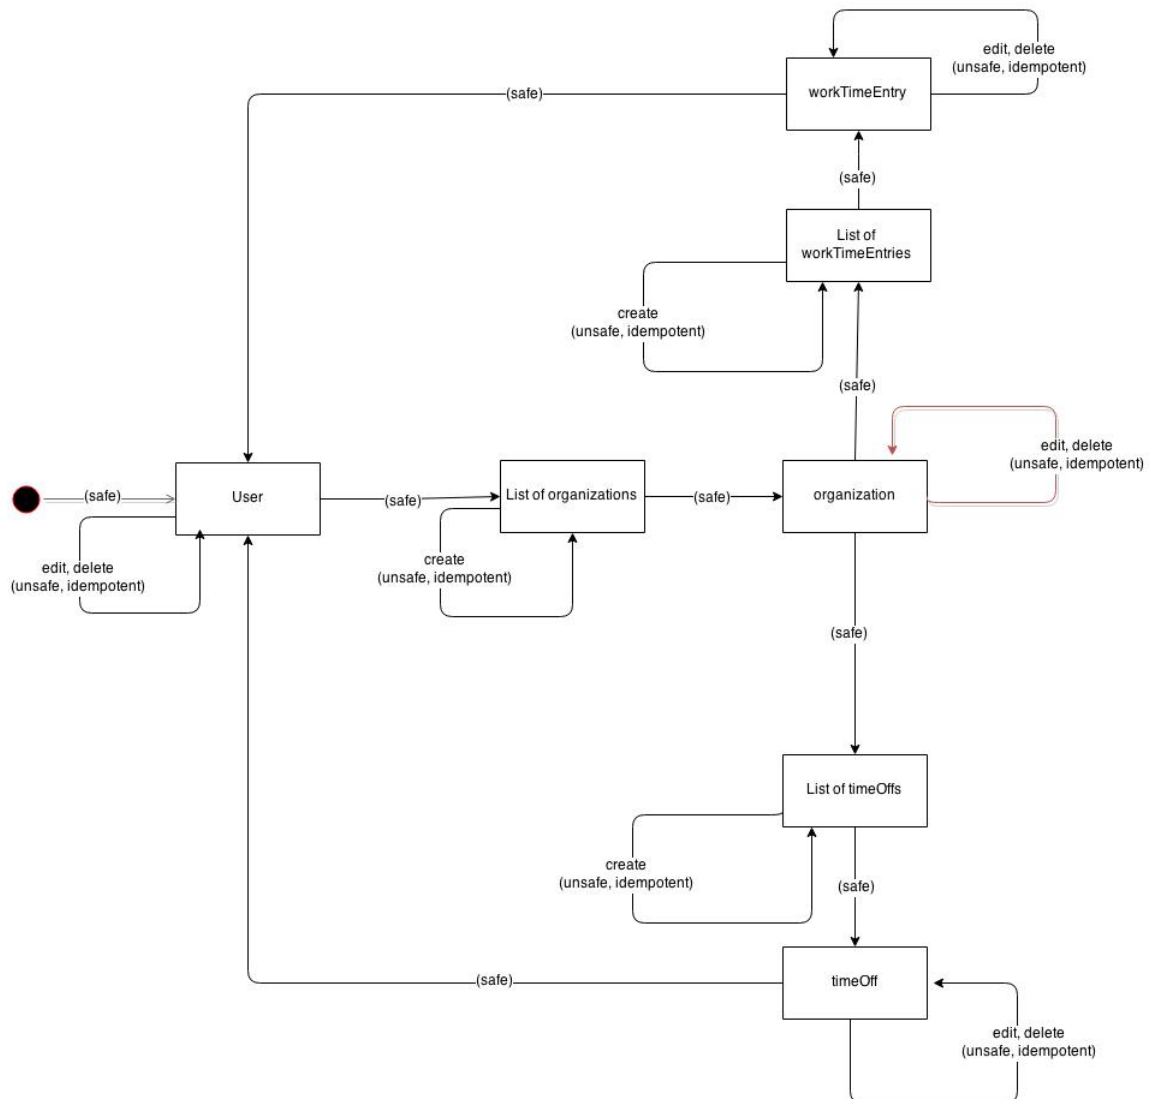 edit, delete
(unsafe, idempotent)
workTimeEntry
(safe)
(safe)
List of
workTimeEntries
create
(unsafe, idempotent)
(safe)
edit, delete
(unsafe, idempotent)
(safe)
User
(safe)
List of organizations
(safe)
organization
edit, delete
(unsafe, idempotent)
create
(unsafe, idempotent)
(safe)
List of timeOffs
create
(unsafe, idempotent)
(safe)
(safe)
timeOff
edit, delete
(unsafe, idempotent)